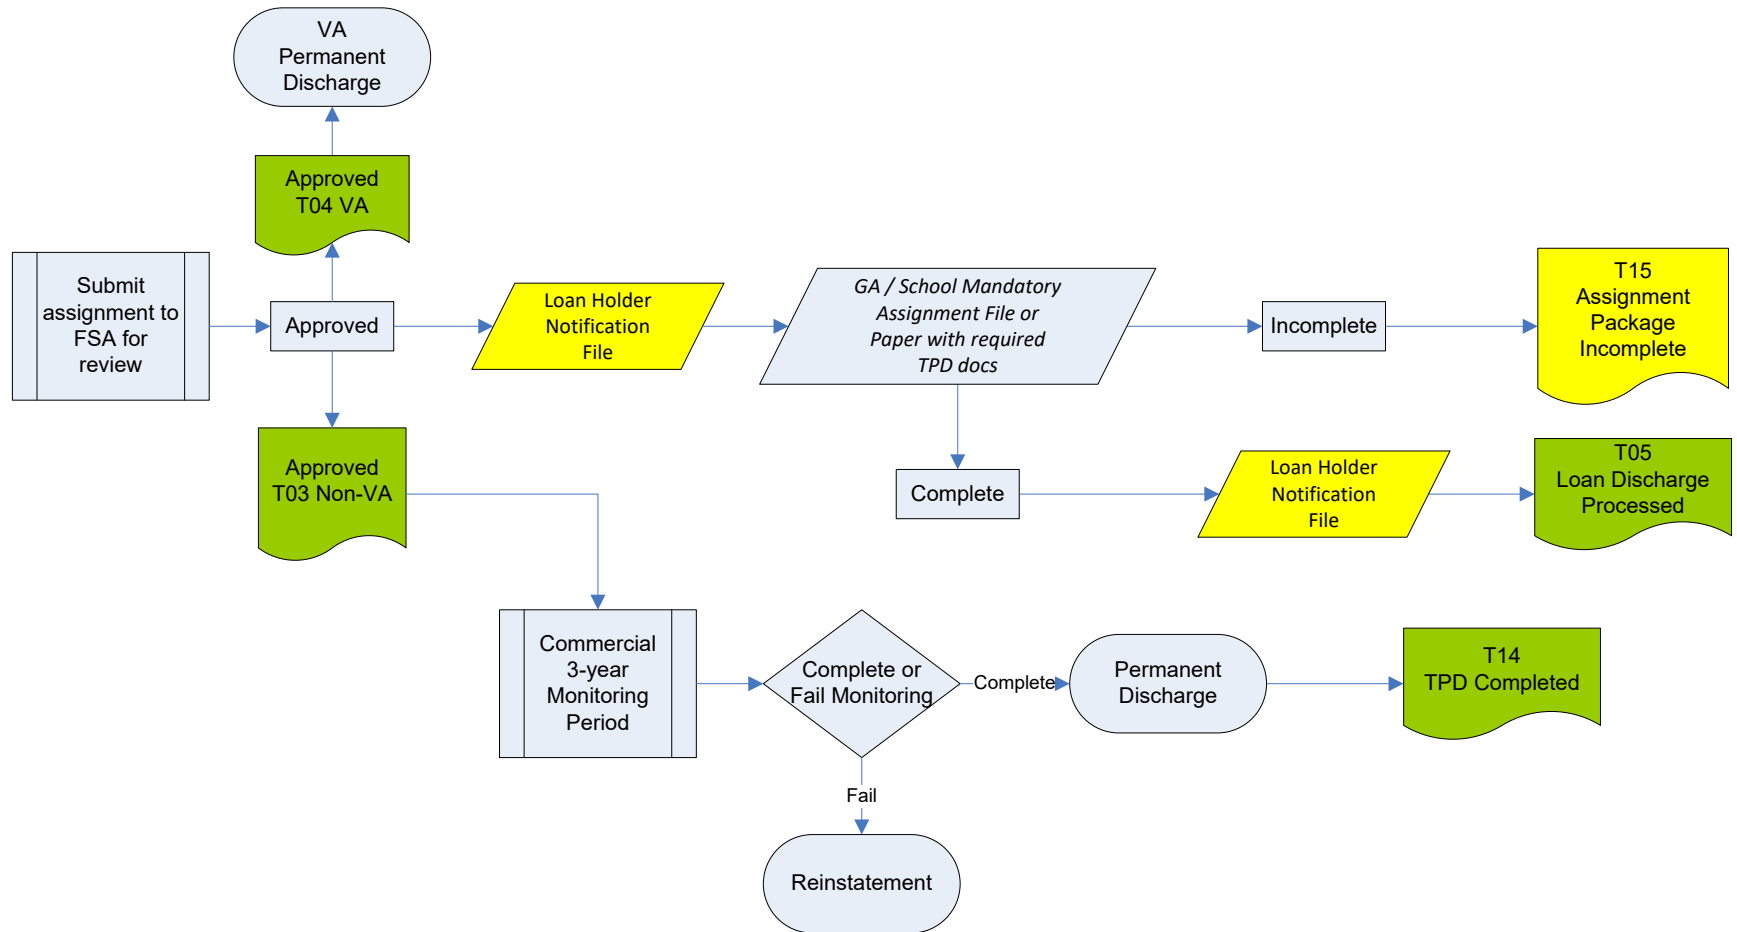 VA
Permanent
Discharge
Approved
T04 VA
Submit
assignment to
FSA for
review
Approved
Loan Holder
Notification
File
GA / School Mandatory
Assignment File or
Paper with required
TPD docs
Incomplete
T15
Assignment
Package
Incomplete
Approved
T03 Non-VA
Complete
Loan Holder
Notification
File
T05
Loan Discharge
Processed
Commercial
3-year
Monitoring
Period
Complete or
Fail Monitoring
Complete
Permanent
Discharge
T14
TPD Completed
Fail
Reinstatement